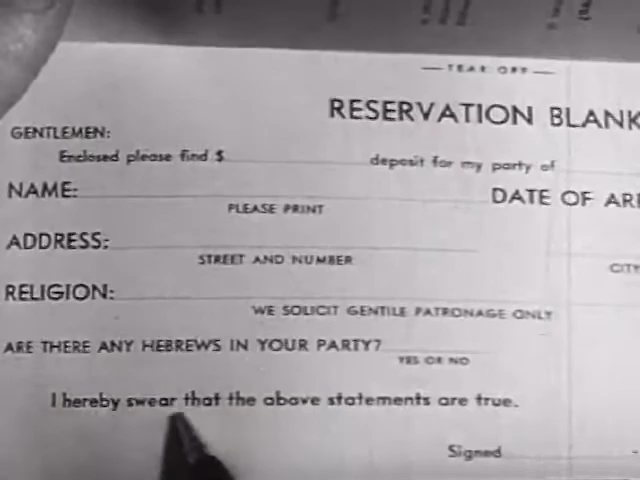 — TEAR OFF —
RESERVATION BLANK
GENTLEMEN:
Enclosed please find $ deposit for my party of
NAME: DATE OF AR
PLEASE PRINT
ADDRESS:
STREET AND NUMBER CITY
RELIGION:
WE SOLICIT GENTILE PATRONAGE ONLY
ARE THERE ANY HEBREWS IN YOUR PARTY?
YES OR NO
I hereby swear that the above statements are true.
Signed